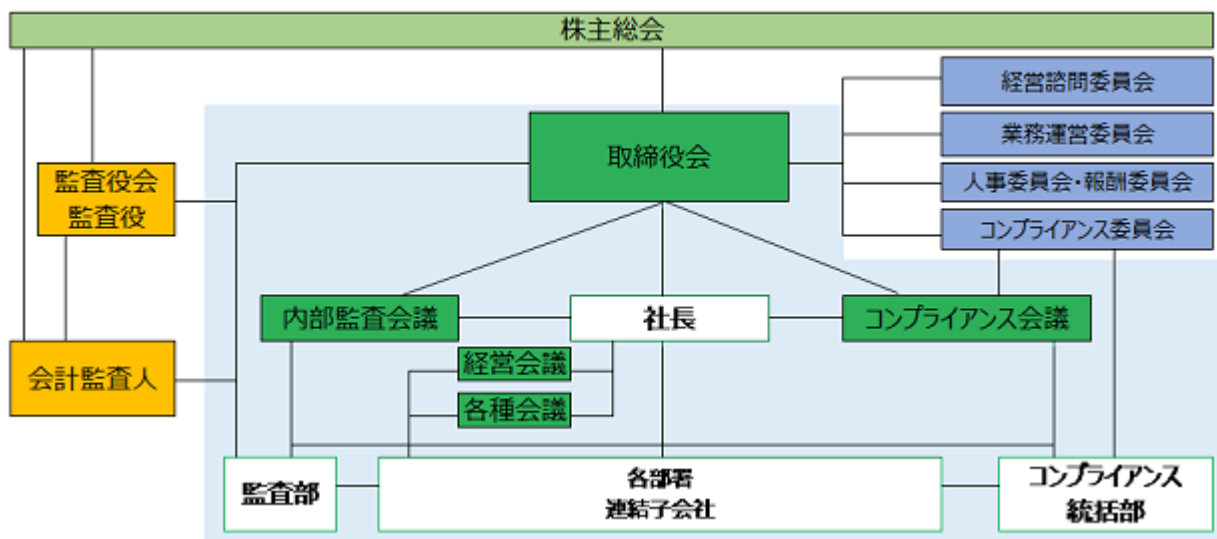 株主総会
経営諮問委員会
業務運営委員会
取締役会
人事委員会・報酬委員会
監査役会
監査役
コンプライアンス委員会
内部監査会議
社長
コンプライアンス会議
経営会議
会計監査人
各種会議
監査部
各部署
連結子会社
コンプライアンス
統括部